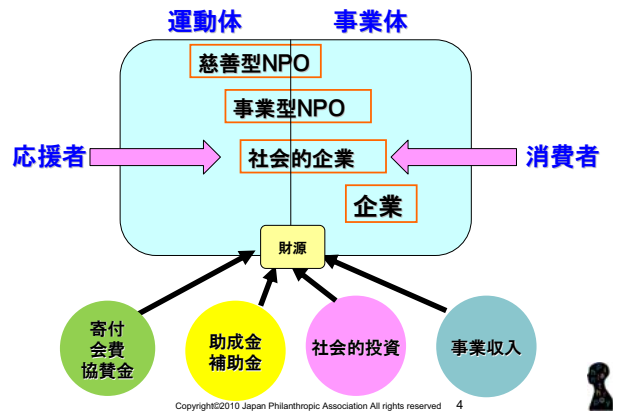 運動体 事業体
慈善型NPO
事業型NPO
応援者 社会的企業 消費者
企業
財源
寄付
会費
協賛金
助成金
補助金
社会的投資
事業収入
Copyright©2010 Japan Philanthropic Association All rights reserved 4